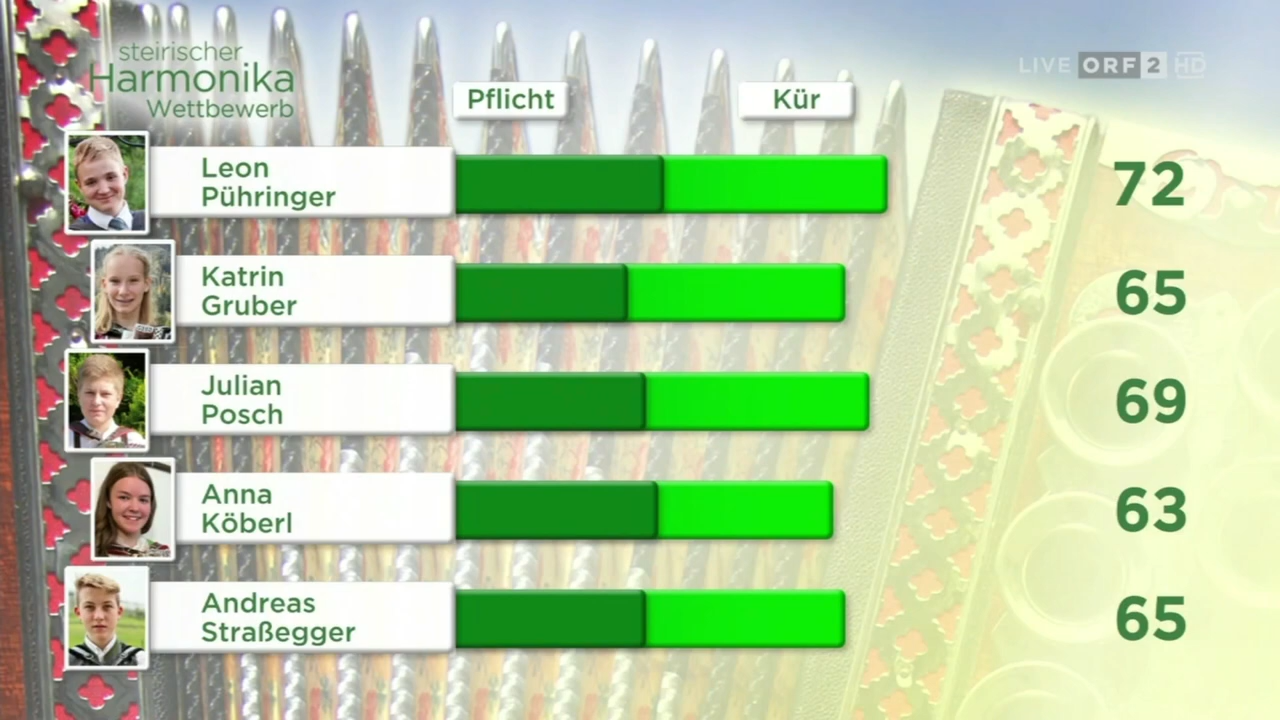 steirischer
Harmonika
Wettbewerb
LIVE ORF 2 HD
Pflicht
Kür
Leon
Pühringer
72
Katrin
Gruber
65
Julian
Posch
69
Anna
Köberl
63
Andreas
Straßegger
65